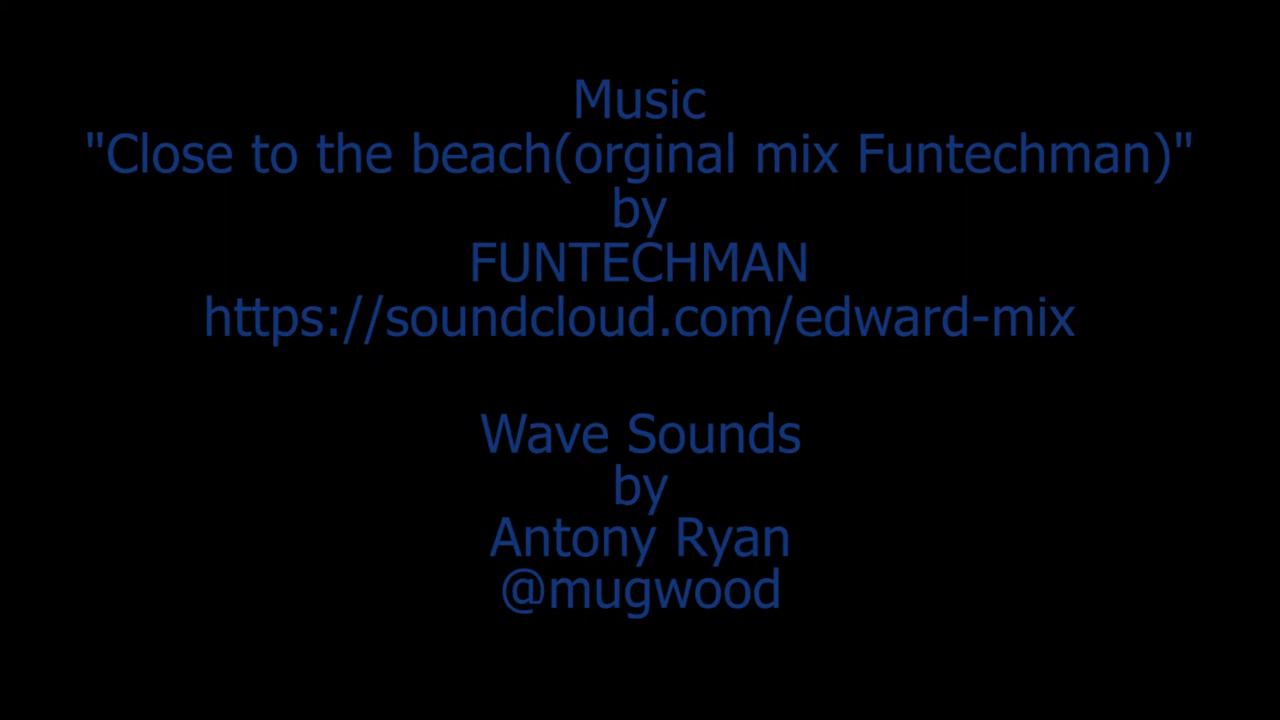 Music
"Close to the beach(orginal mix Funtechman)"
by
FUNTECHMAN
https://soundcloud.com/edward-mix
Wave Sounds
by
Antony Ryan
@mugwood